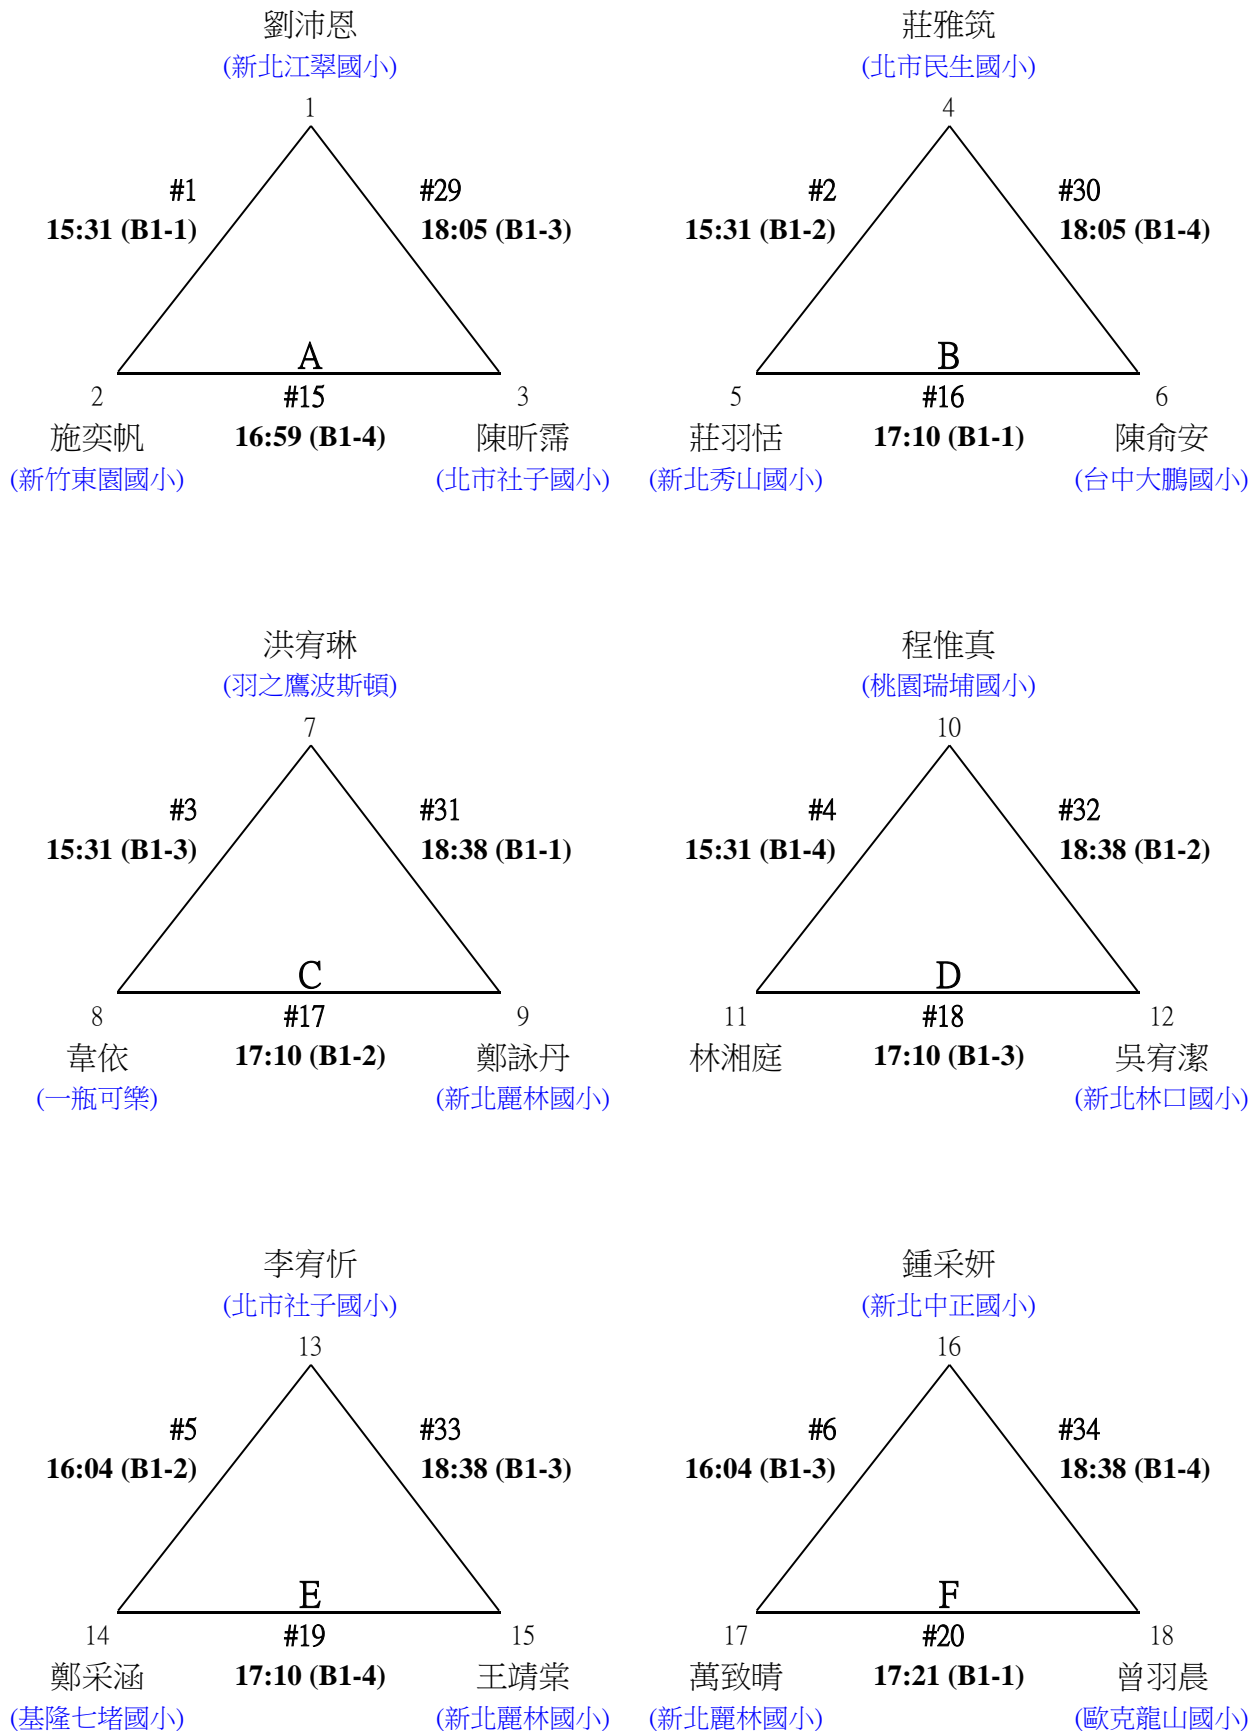 劉沛恩
(新北江翠國小)
1
#1
15:31 (B1-1)
#29
18:05 (B1-3)
A
2
#15
3
施奕帆
16:59 (B1-4)
陳昕霈
(新竹東園國小)
(北市社子國小)
莊雅筑
(北市民生國小)
4
#2
15:31 (B1-2)
#30
18:05 (B1-4)
B
5
#16
6
莊羽恬
17:10 (B1-1)
陳俞安
(新北秀山國小)
(台中大鵬國小)
洪宥琳
(羽之鷹波斯頓)
7
#3
15:31 (B1-3)
#31
18:38 (B1-1)
C
8
#17
9
韋依
17:10 (B1-2)
鄭詠丹
(一瓶可樂)
(新北麗林國小)
程惟真
(桃園瑞埔國小)
10
#4
15:31 (B1-4)
#32
18:38 (B1-2)
D
11
#18
12
林湘庭
17:10 (B1-3)
吳宥潔
(新北林口國小)
李宥忻
(北市社子國小)
13
#5
16:04 (B1-2)
#33
18:38 (B1-3)
E
14
#19
15
鄭采涵
17:10 (B1-4)
王靖棠
(基隆七堵國小)
(新北麗林國小)
鍾采妍
(新北中正國小)
16
#6
16:04 (B1-3)
#34
18:38 (B1-4)
F
17
#20
18
萬致晴
17:21 (B1-1)
曾羽晨
(新北麗林國小)
(歐克龍山國小)